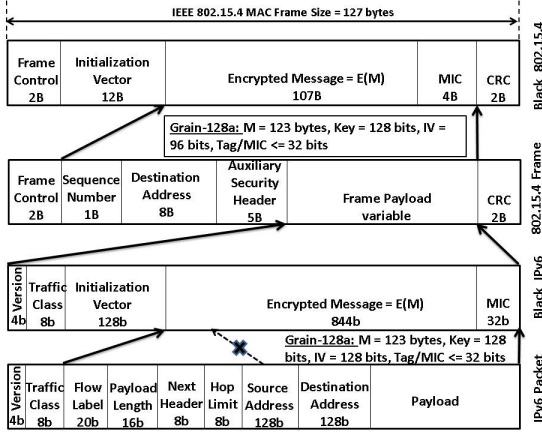 IEEE 802.15.4 MAC Frame Size = 127 bytes
Frame Control 2B
Initialization Vector 12B
Encrypted Message = E(M) 107B
MIC 4B
CRC 2B
Black 802.15.4
Grain-128a: M = 123 bytes, Key = 128 bits, IV =
96 bits, Tag/MIC <= 32 bits
Frame Control 2B
Sequence Number 1B
Destination Address 8B
Auxiliary Security Header 5B
Frame Payload variable
CRC 2B
802.15.4 Frame
Version 4b
Traffic Class 8b
Initialization Vector 128b
Encrypted Message = E(M) 844b
MIC 32b
Black IPv6
Grain-128a: M = 123 bytes, Key = 128
bits, IV = 128 bits, Tag/MIC <= 32 bits
Version 4b
Traffic Class 8b
Flow Label 20b
Payload Length 16b
Next Header 8b
Hop Limit 8b
Source Address 128b
Destination Address 128b
Payload
IPv6 Packet